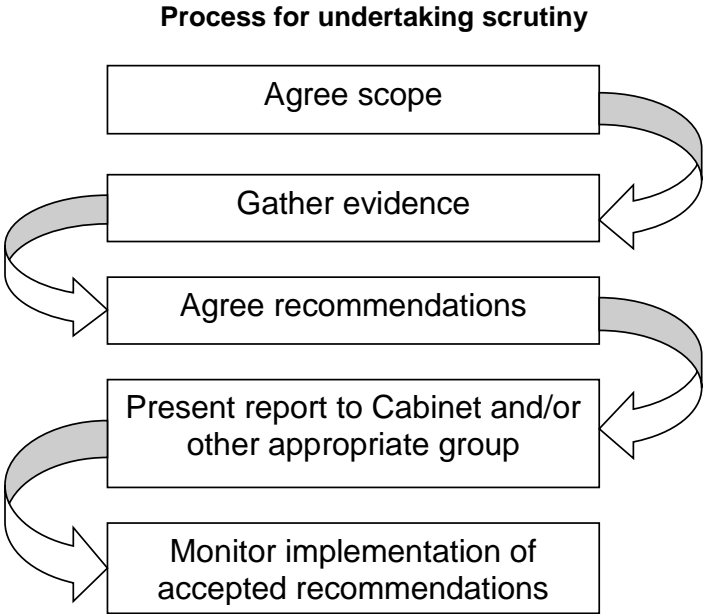 Process for undertaking scrutiny
Agree scope
Gather evidence
Agree recommendations
Present report to Cabinet and/or
other appropriate group
Monitor implementation of
accepted recommendations